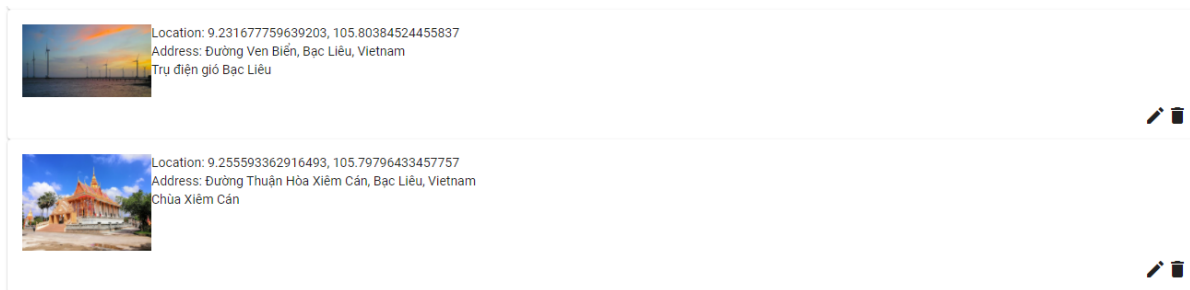 Location: 9.231677759639203, 105.80384524455837
Address: Đường Ven Biển, Bạc Liêu, Vietnam
Trụ điện gió Bạc Liêu
Location: 9.255593362916493, 105.79796433457757
Address: Đường Thuận Hòa Xiêm Cán, Bạc Liêu, Vietnam
Chùa Xiêm Cán